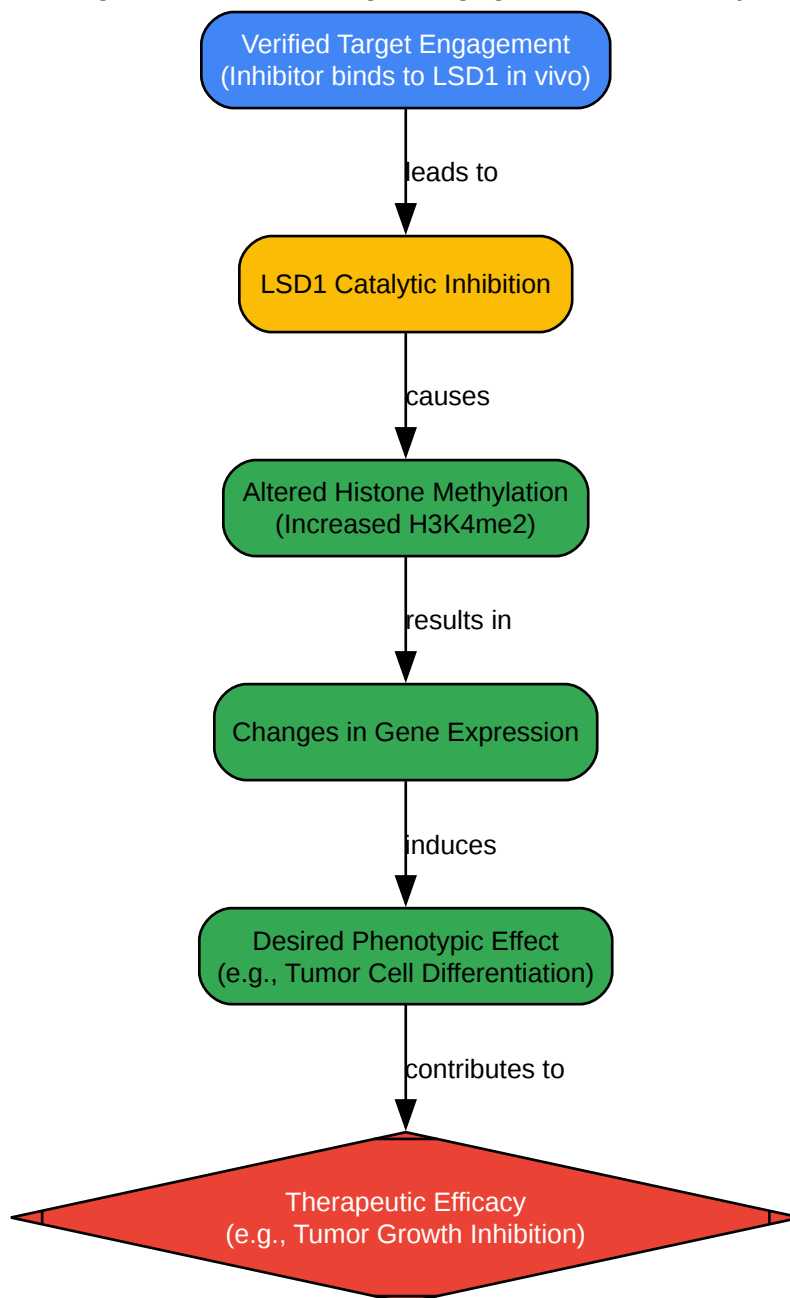 Verified Target Engagement
(Inhibitor binds to LSD1 in vivo)
leads to
LSD1 Catalytic Inhibition
causes
Altered Histone Methylation
(Increased H3K4me2)
results in
Changes in Gene Expression
induces
Desired Phenotypic Effect
(e.g., Tumor Cell Differentiation)
contributes to
Therapeutic Efficacy
(e.g., Tumor Growth Inhibition)